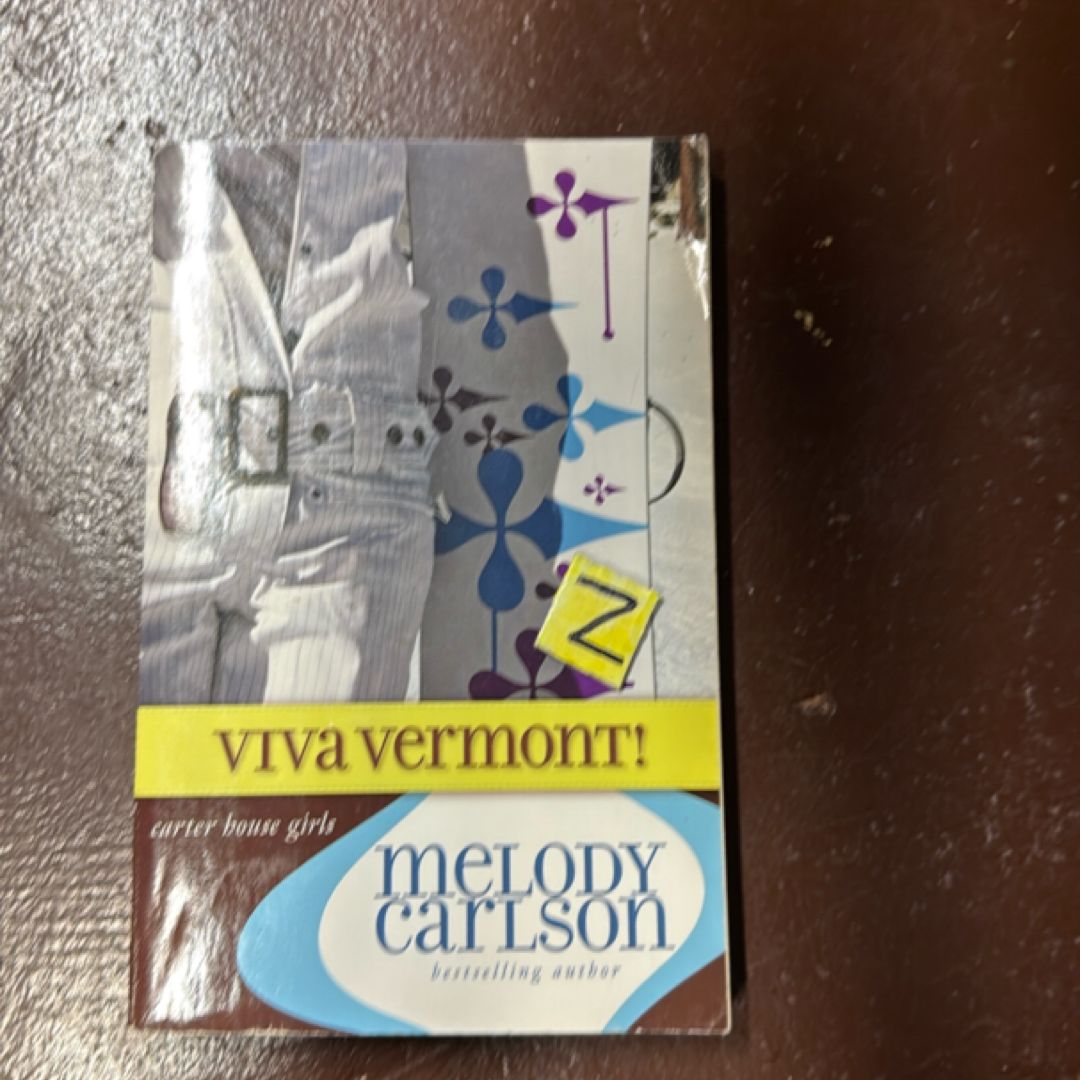 N
Viva Vermont!
carter house girls
Melody
Carlson
bestselling author